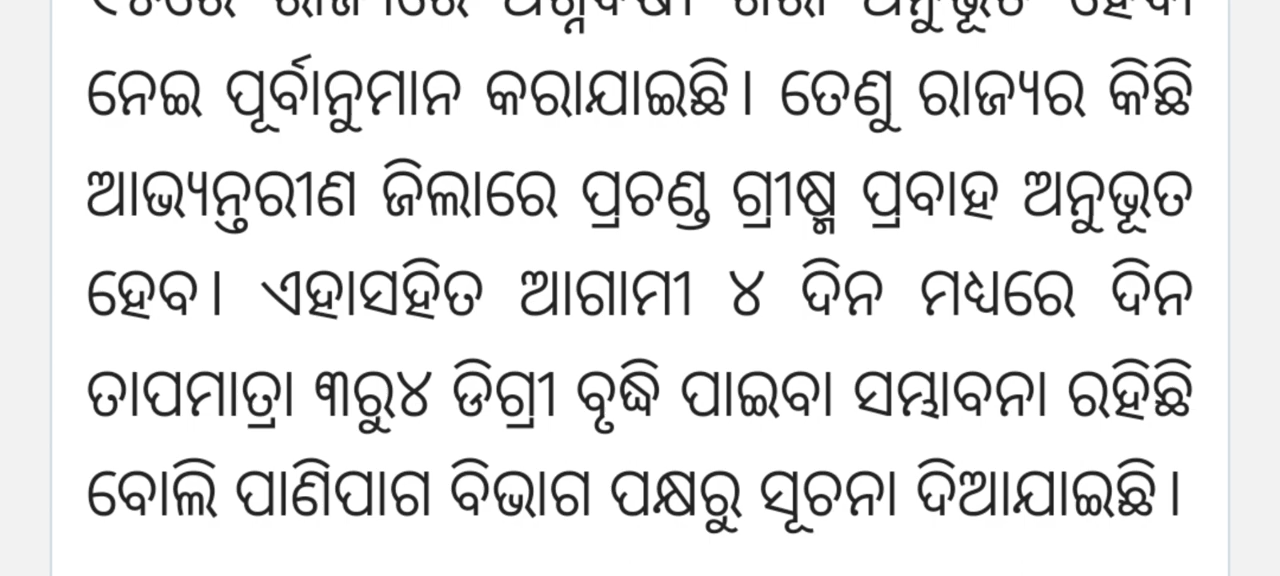 ନେଇ ପୂର୍ବାନୁମାନ କରାଯାଇଛି। ତେଣୁ ରାଜ୍ୟର କିଛି
ଆଭ୍ୟନ୍ତରୀଣ ଜିଲାରେ ପ୍ରଚଣ୍ଡ ଗ୍ରୀଷ୍ମ ପ୍ରବାହ ଅନୁଭୂତ
ହେବ। ଏହାସହିତ ଆଗାମୀ ୪ ଦିନ ମଧ୍ୟରେ ଦିନ
ତାପମାତ୍ରା ୩ରୁ୪ ଡିଗ୍ରୀ ବୃଦ୍ଧି ପାଇବା ସମ୍ଭାବନା ରହିଛି
ବୋଲି ପାଣିପାଗ ବିଭାଗ ପକ୍ଷରୁ ସୂଚନା ଦିଆଯାଇଛି।